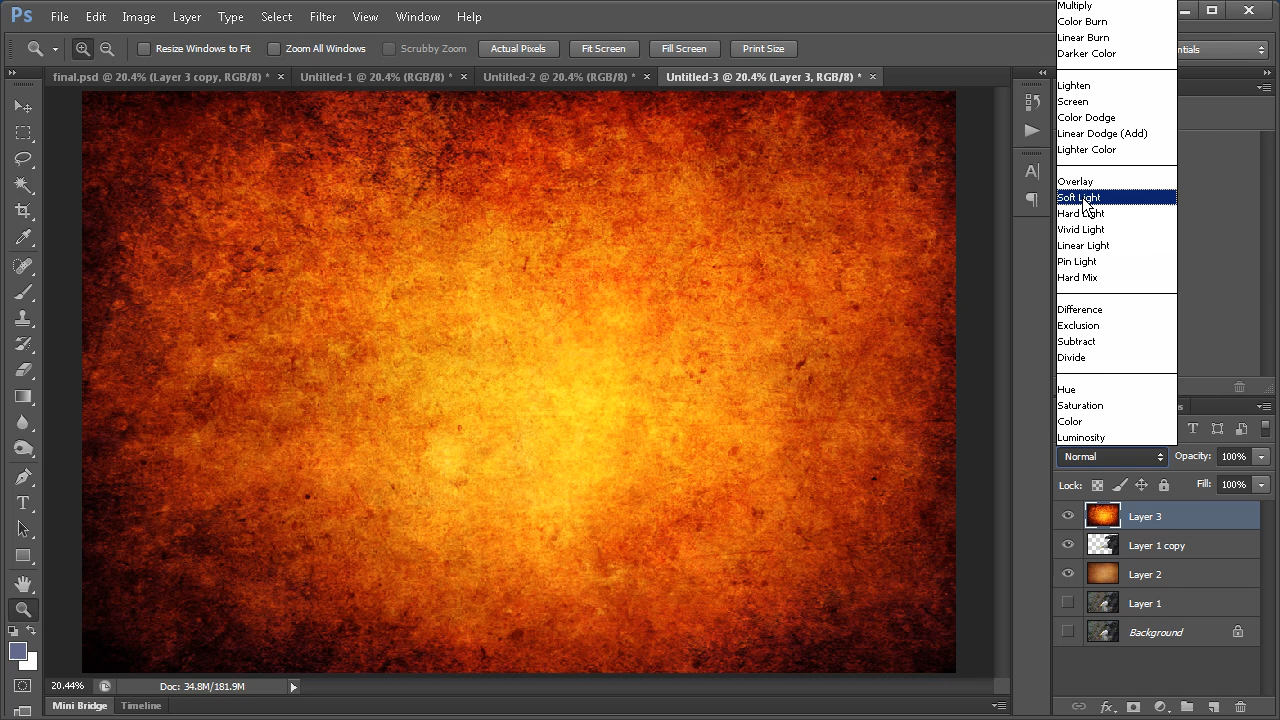 Ps File Edit Image Layer Type Select Filter View Window Help
Resize Windows to Fit Zoom All Windows Scrubby Zoom Actual Pixels Fit Screen Fill Screen Print Size
final.psd @ 20.4% (Layer 3 copy, RGB/8) * × Untitled-1 @ 20.4% (RGB/8) * × Untitled-2 @ 20.4% (RGB/8) * × Untitled-3 @ 20.4% (Layer 3, RGB/8) * ×
Multiply
Color Burn
Linear Burn
Darker Color
Lighten
Screen
Color Dodge
Linear Dodge (Add)
Lighter Color
Overlay
Soft Light
Hard Light
Vivid Light
Linear Light
Pin Light
Hard Mix
Difference
Exclusion
Subtract
Divide
Hue
Saturation
Color
Luminosity
Normal Opacity: 100%
Lock: Fill: 100%
Layer 3
Layer 1 copy
Layer 2
Layer 1
Background
20.44% Doc: 34.8M/181.9M
Mini Bridge Timeline